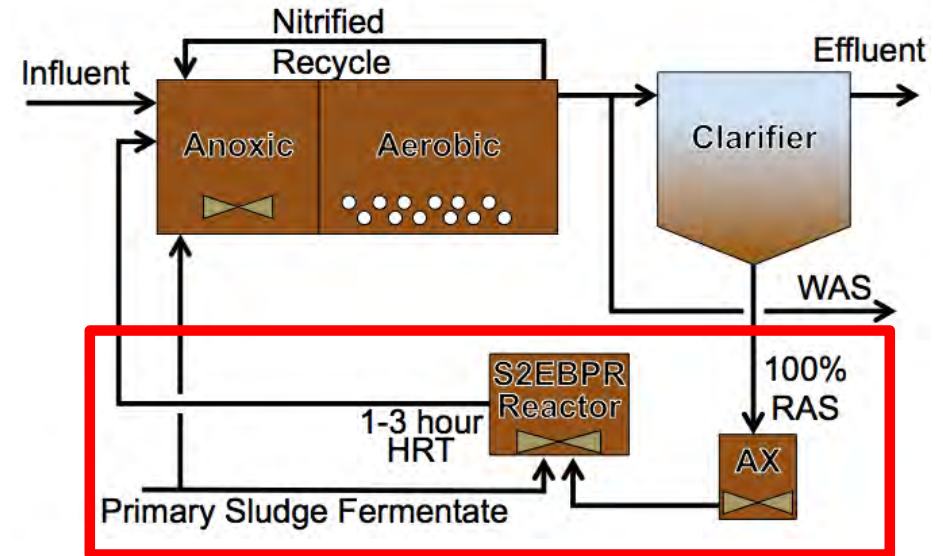 Nitrified
Recycle
Influent
Effluent
Anoxic
Aerobic
Clarifier
WAS
100%
RAS
S2EBPR
Reactor
1-3 hour
HRT
AX
Primary Sludge Fermentate